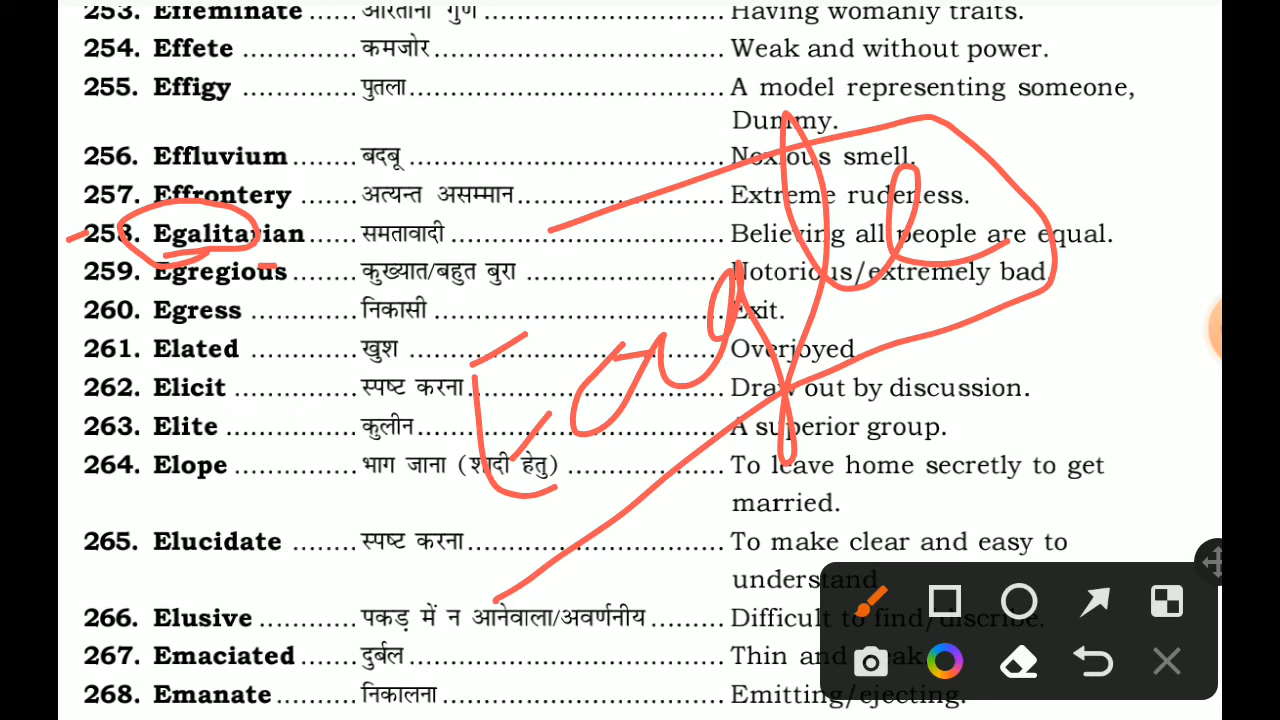 253. Effeminate ...... औरताना गुण ........................ Having womanly traits.
254. Effete ............ कमजोर ............................. Weak and without power.
255. Effigy ............ पुतला ................................ A model representing someone,
Dummy.
256. Effluvium ....... बदबू ................................. Noxious smell.
257. Effrontery ...... अत्यन्त असम्मान ..................... Extreme rudeness.
258. Egalitarian ..... समतावादी ........................... Believing all people are equal.
259. Egregious ....... कुख्यात/बहुत बुरा .................... Notorious/extremely bad
260. Egress ........... निकासी ............................. Exit.
261. Elated ........... खुश ................................ Overjoyed.
262. Elicit ............ स्पष्ट करना ......................... Draw out by discussion.
263. Elite .............. कुलीन .............................. A superior group.
264. Elope ............. भाग जाना (शादी हेतु) ................ To leave home secretly to get
married.
265. Elucidate ....... स्पष्ट करना ......................... To make clear and easy to
understand
266. Elusive .......... पकड़ में न आनेवाला/अवर्णनीय ........ Difficult to find/discribe.
267. Emaciated ...... दुर्बल ............................... Thin and weak.
268. Emanate ......... निकालना ............................ Emitting/ejecting.
Eagle